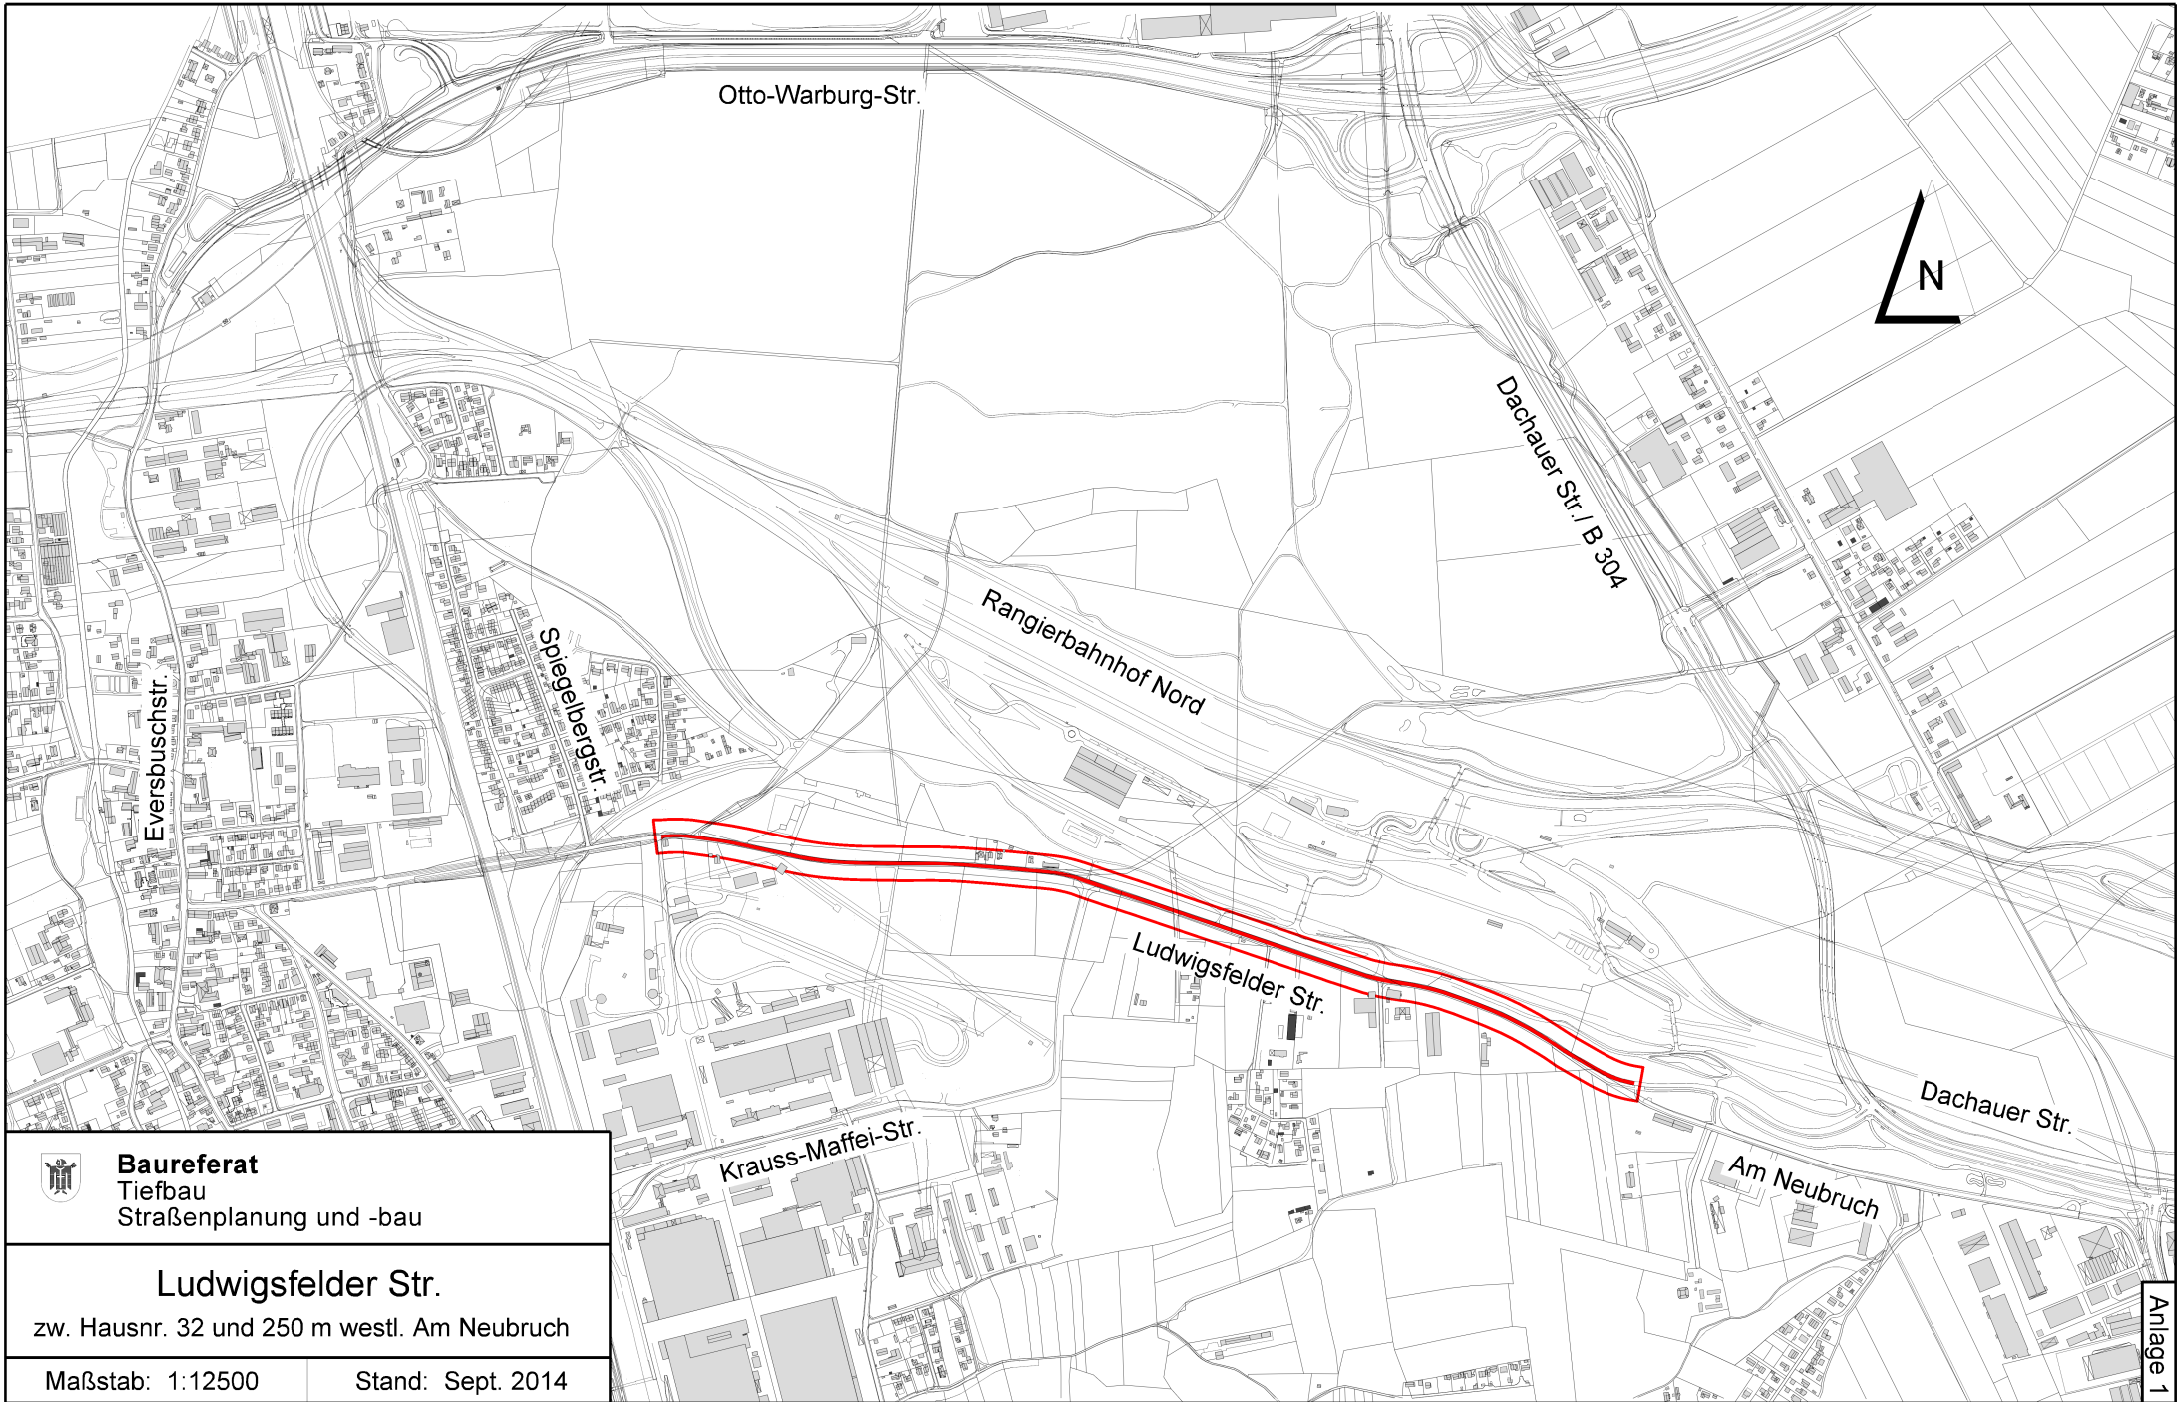 Otto-Warburg-Str.
N
Dachauer Str./ B 304
Rangierbahnhof Nord
Spiegelbergstr.
Eversbuschstr.
Ludwigsfelder Str.
Dachauer Str.
Krauss-Maffei-Str.
Am Neubruch
Baureferat
Tiefbau
Straßenplanung und -bau
Ludwigsfelder Str.
zw. Hausnr. 32 und 250 m westl. Am Neubruch
Maßstab: 1:12500
Stand: Sept. 2014
Anlage 1